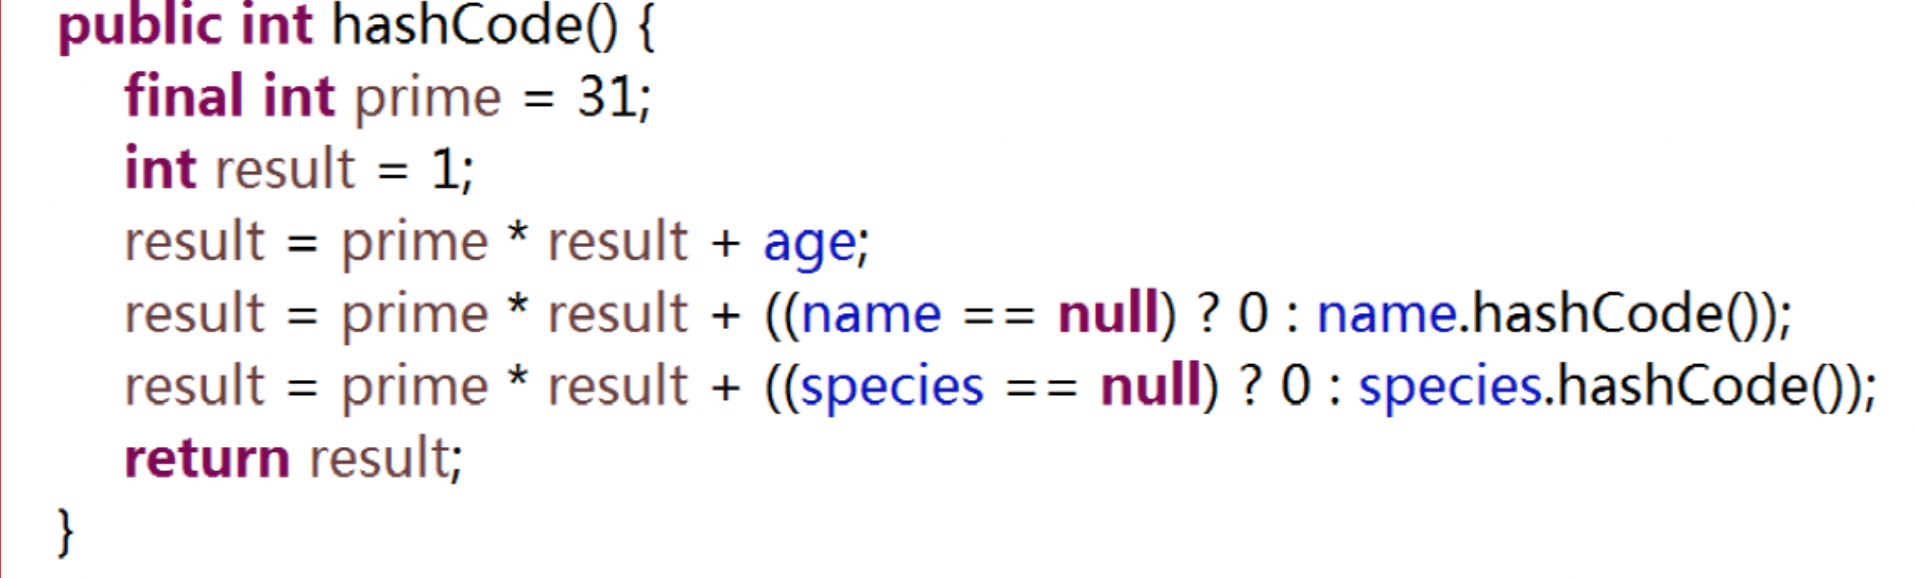 public int hashCode() {
final int prime = 31;
int result = 1;
result = prime * result + age;
result = prime * result + ((name == null) ? 0 : name.hashCode());
result = prime * result + ((species == null) ? 0 : species.hashCode());
return result;
}